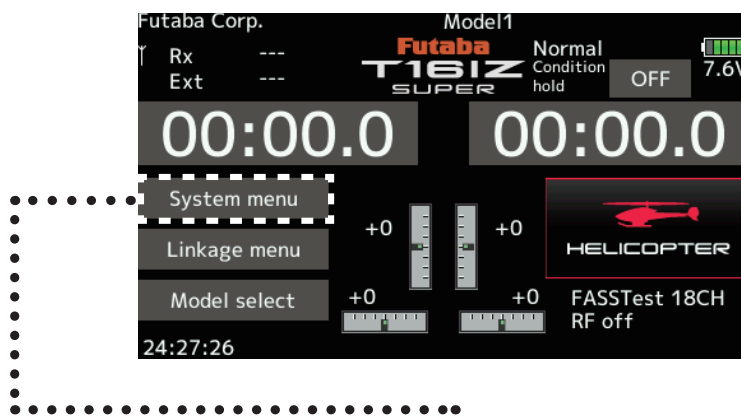 Futaba Corp.
Model1
Rx ---
Ext ---
Futaba
T16IZ
SUPER
Normal
Condition
hold
OFF
7.6V
00:00.0
00:00.0
System menu
Linkage menu
Model select
+0
+0
+0
+0
HELICOPTER
FASSTest 18CH
RF off
24:27:26